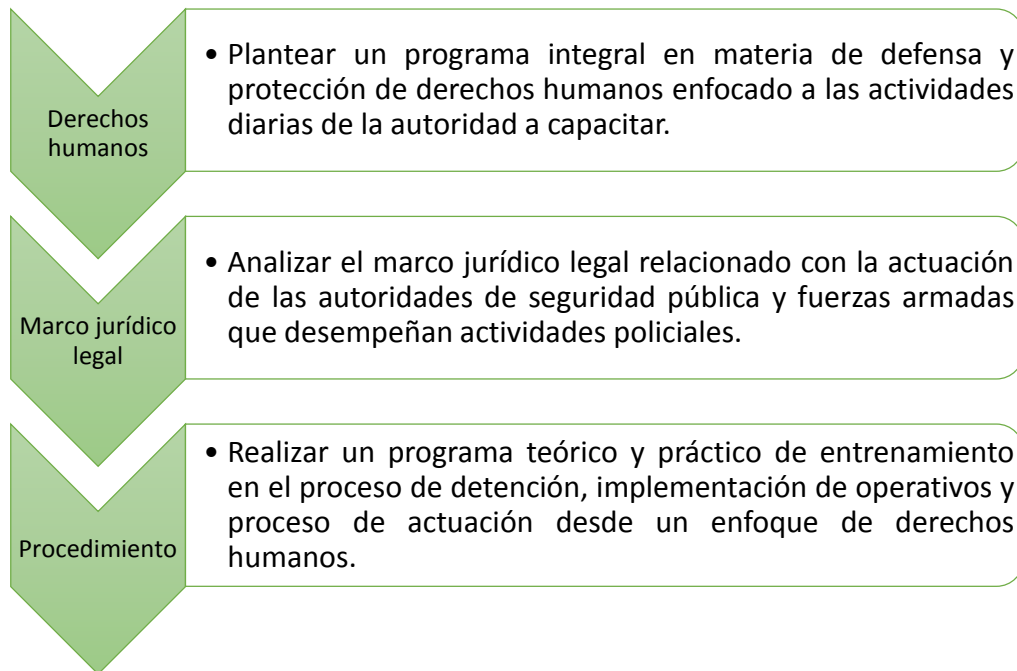 Derechos
humanos
• Plantear un programa integral en materia de defensa y
protección de derechos humanos enfocado a las actividades
diarias de la autoridad a capacitar.
Marco jurídico
legal
• Analizar el marco jurídico legal relacionado con la actuación
de las autoridades de seguridad pública y fuerzas armadas
que desempeñan actividades policiales.
Procedimiento
• Realizar un programa teórico y práctico de entrenamiento
en el proceso de detención, implementación de operativos y
proceso de actuación desde un enfoque de derechos
humanos.